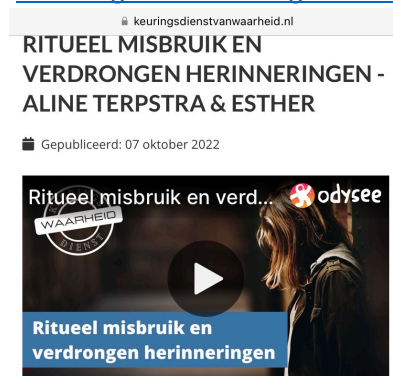 keuringsdienstvanwaarheid.nl
RITUEEL MISBRUIK EN
VERDRONGEN HERINNERINGEN -
ALINE TERPSTRA & ESTHER
Gepubliceerd: 07 oktober 2022
Ritueel misbruik en verd...
odysee
WAARHEID
DIENST
Ritueel misbruik en
verdrongen herinneringen